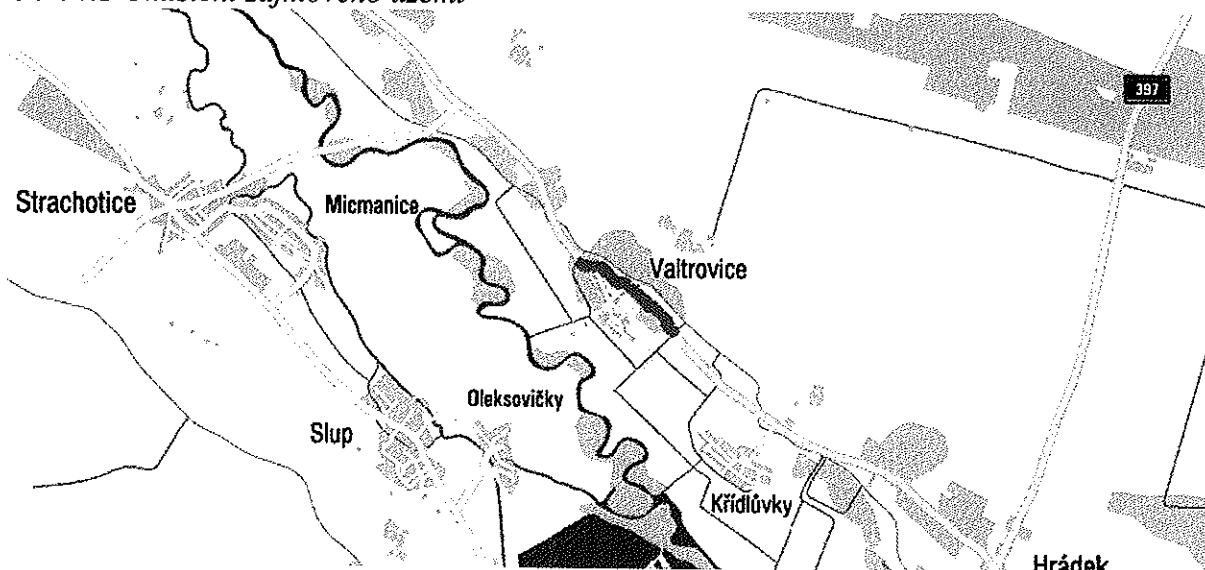 397
Strachotice
Micmanice
Valtrovice
Oleksovičky
Slup
Křídlůvky
Hrádek